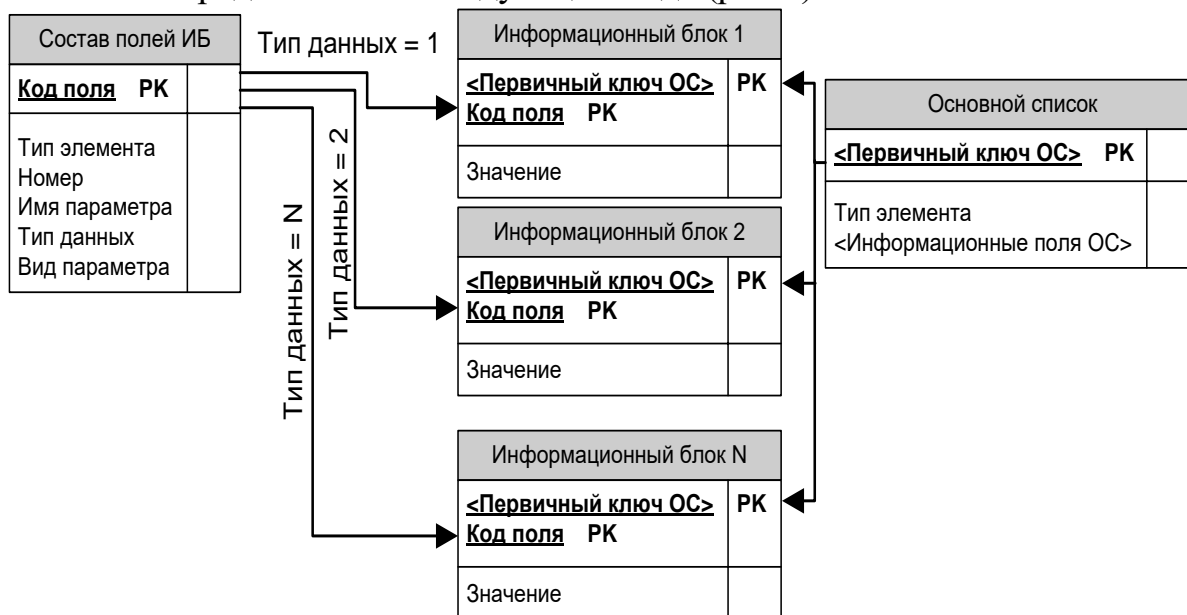 Состав полей ИБ
Код поля PK
Тип элемента
Номер
Имя параметра
Тип данных
Вид параметра
Тип данных = 1
Тип данных = 2
Тип данных = N
Информационный блок 1
<Первичный ключ ОС> PK
Код поля PK
Значение
Информационный блок 2
<Первичный ключ ОС> PK
Код поля PK
Значение
Информационный блок N
<Первичный ключ ОС> PK
Код поля PK
Значение
Основной список
<Первичный ключ ОС> PK
Тип элемента
<Информационные поля ОС>